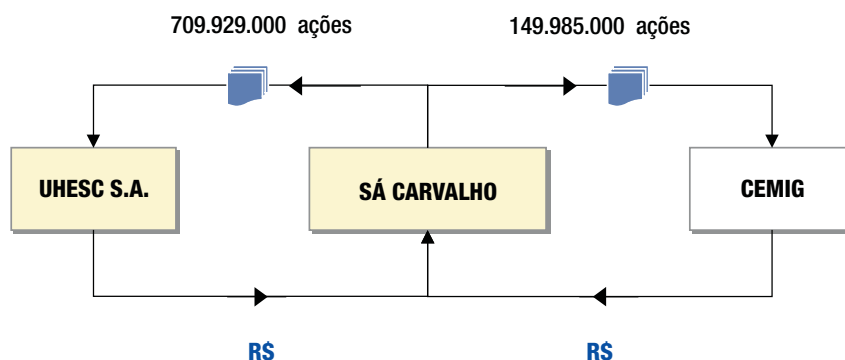 709.929.000 ações
149.985.000 ações
UHESC S.A.
SÁ CARVALHO
CEMIG
R$
R$